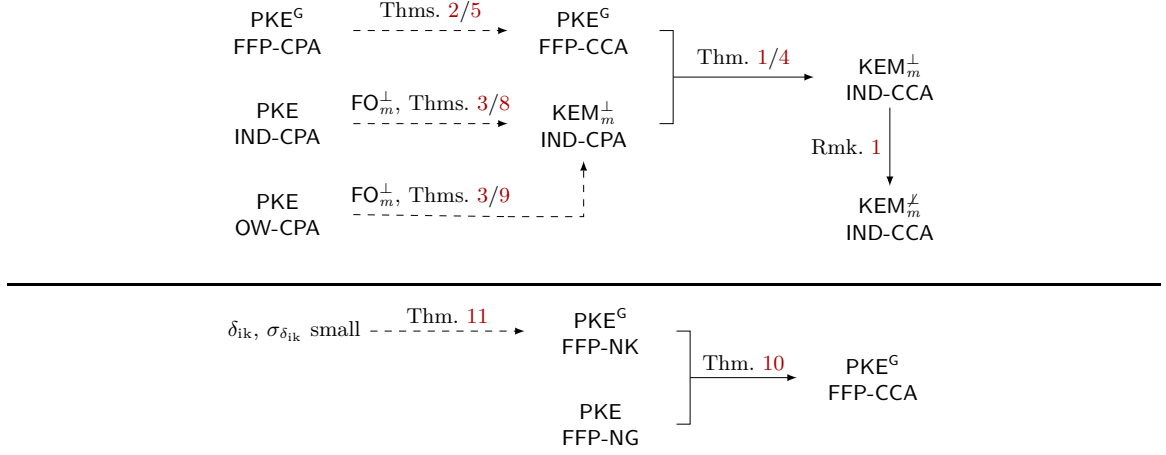 Thms. 2/5
PKE^G
FFP-CPA
PKE^G
FFP-CCA
Thm. 1/4
KEM_m^⊥
IND-CCA
FO_m^⊥, Thms. 3/8
PKE
IND-CPA
KEM_m^⊥
IND-CPA
Rmk. 1
FO_m^⊥, Thms. 3/9
PKE
OW-CPA
KEM_m^⊥̸
IND-CCA
δ_ik, σ_δ_ik small
Thm. 11
PKE^G
FFP-NK
Thm. 10
PKE^G
FFP-CCA
PKE
FFP-NG